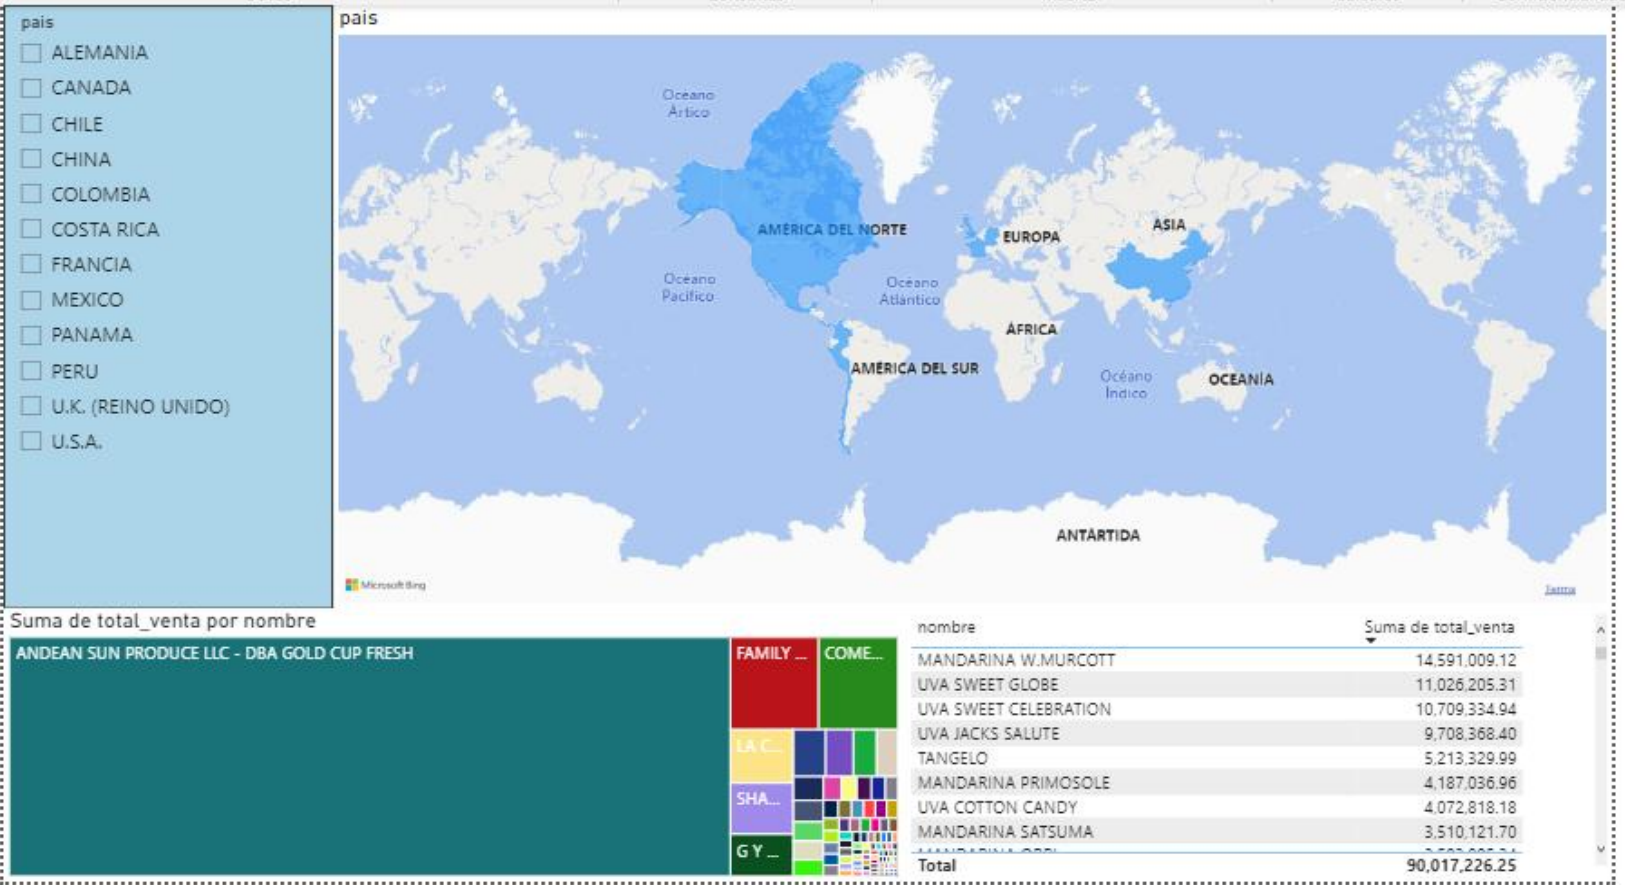 pais
ALEMANIA
CANADA
CHILE
CHINA
COLOMBIA
COSTA RICA
FRANCIA
MEXICO
PANAMA
PERU
U.K. (REINO UNIDO)
U.S.A.
pais
Océano
Ártico
AMÉRICA DEL NORTE
EUROPA
ASIA
Océano
Pacífico
Océano
Atlántico
ÁFRICA
AMÉRICA DEL SUR
Océano
Índico
OCEANÍA
ANTÁRTIDA
Microsoft Bing
Terms
Suma de total_venta por nombre
ANDEAN SUN PRODUCE LLC - DBA GOLD CUP FRESH
FAMILY ...
COME...
LA C...
SHA...
G Y ...
nombre Suma de total_venta
MANDARINA W.MURCOTT 14,591,009.12
UVA SWEET GLOBE 11,026,205.31
UVA SWEET CELEBRATION 10,709,334.94
UVA JACKS SALUTE 9,708,368.40
TANGELO 5,213,329.99
MANDARINA PRIMOSOLE 4,187,036.96
UVA COTTON CANDY 4,072,818.18
MANDARINA SATSUMA 3,510,121.70
Total 90,017,226.25